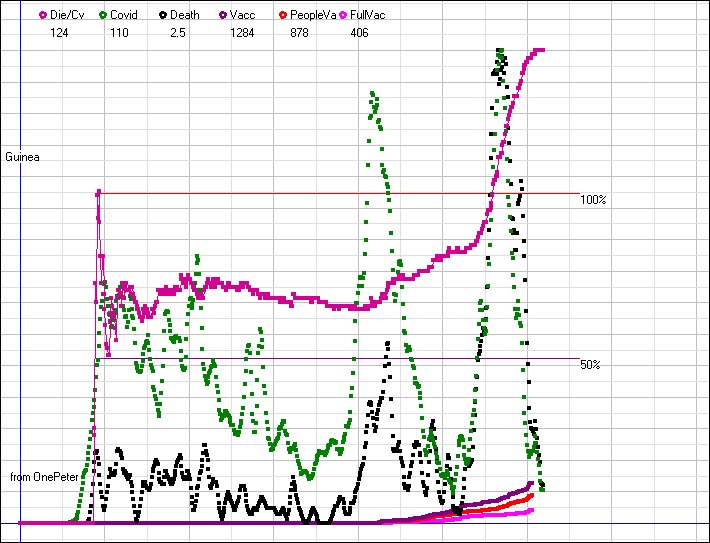 Die/Cv Covid Death Vacc PeopleVa FullVac
124 110 2.5 1284 878 406
Guinea
100%
50%
from OnePeter